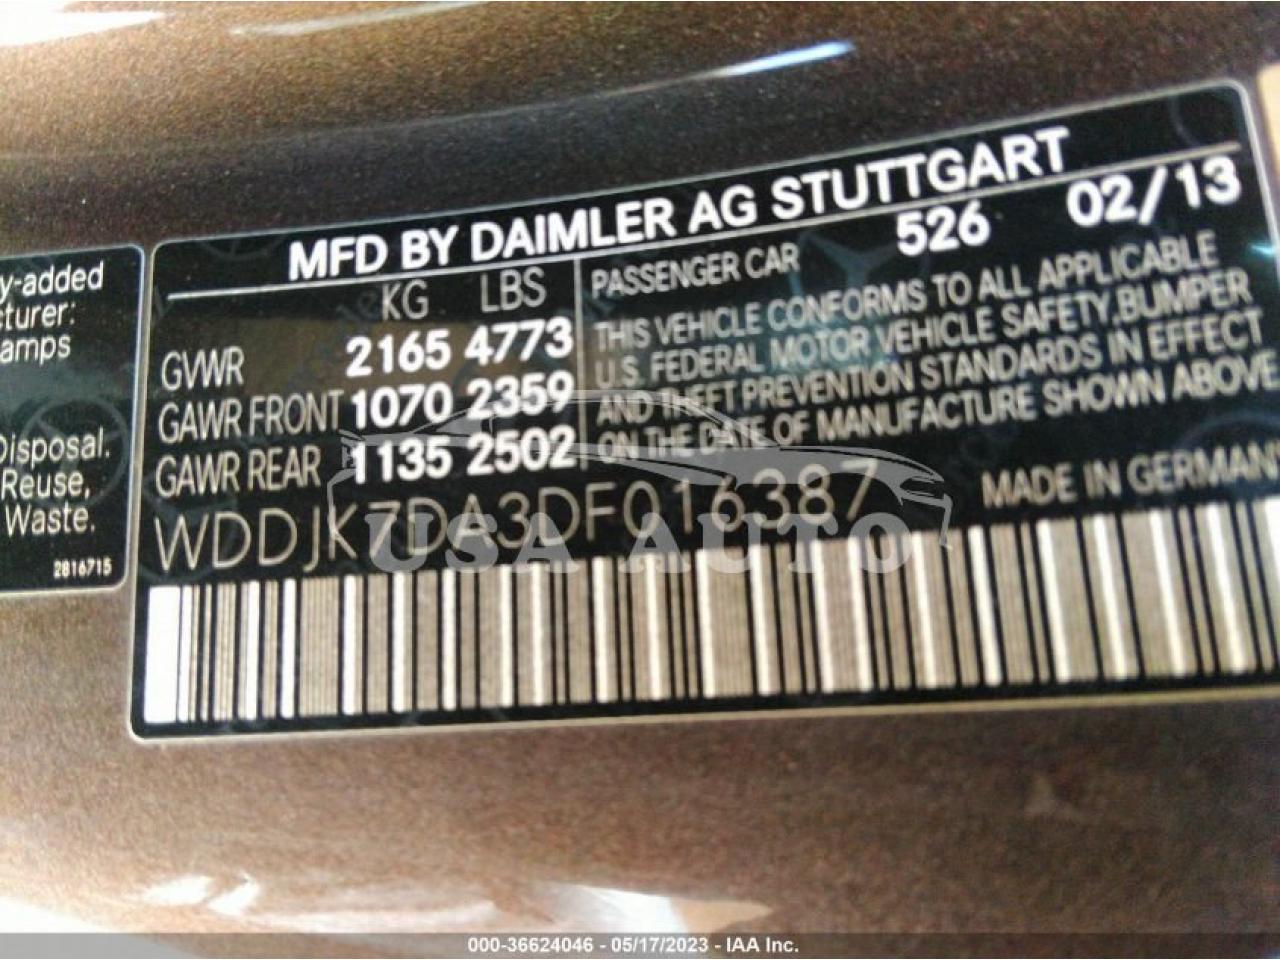 y-added
cturer:
amps
Disposal.
Reuse,
Waste.
2816715
MFD BY DAIMLER AG STUTTGART
KG LBS
GVWR 2165 4773
GAWR FRONT 1070 2359
GAWR REAR 1135 2502
PASSENGER CAR 526 02/13
THIS VEHICLE CONFORMS TO ALL APPLICABLE
U.S. FEDERAL MOTOR VEHICLE SAFETY, BUMPER
AND THEFT PREVENTION STANDARDS IN EFFECT
ON THE DATE OF MANUFACTURE SHOWN ABOVE
MADE IN GERMANY
WDDJK7DA3DF016387
USA AUTO
000-36624046 - 05/17/2023 - IAA Inc.